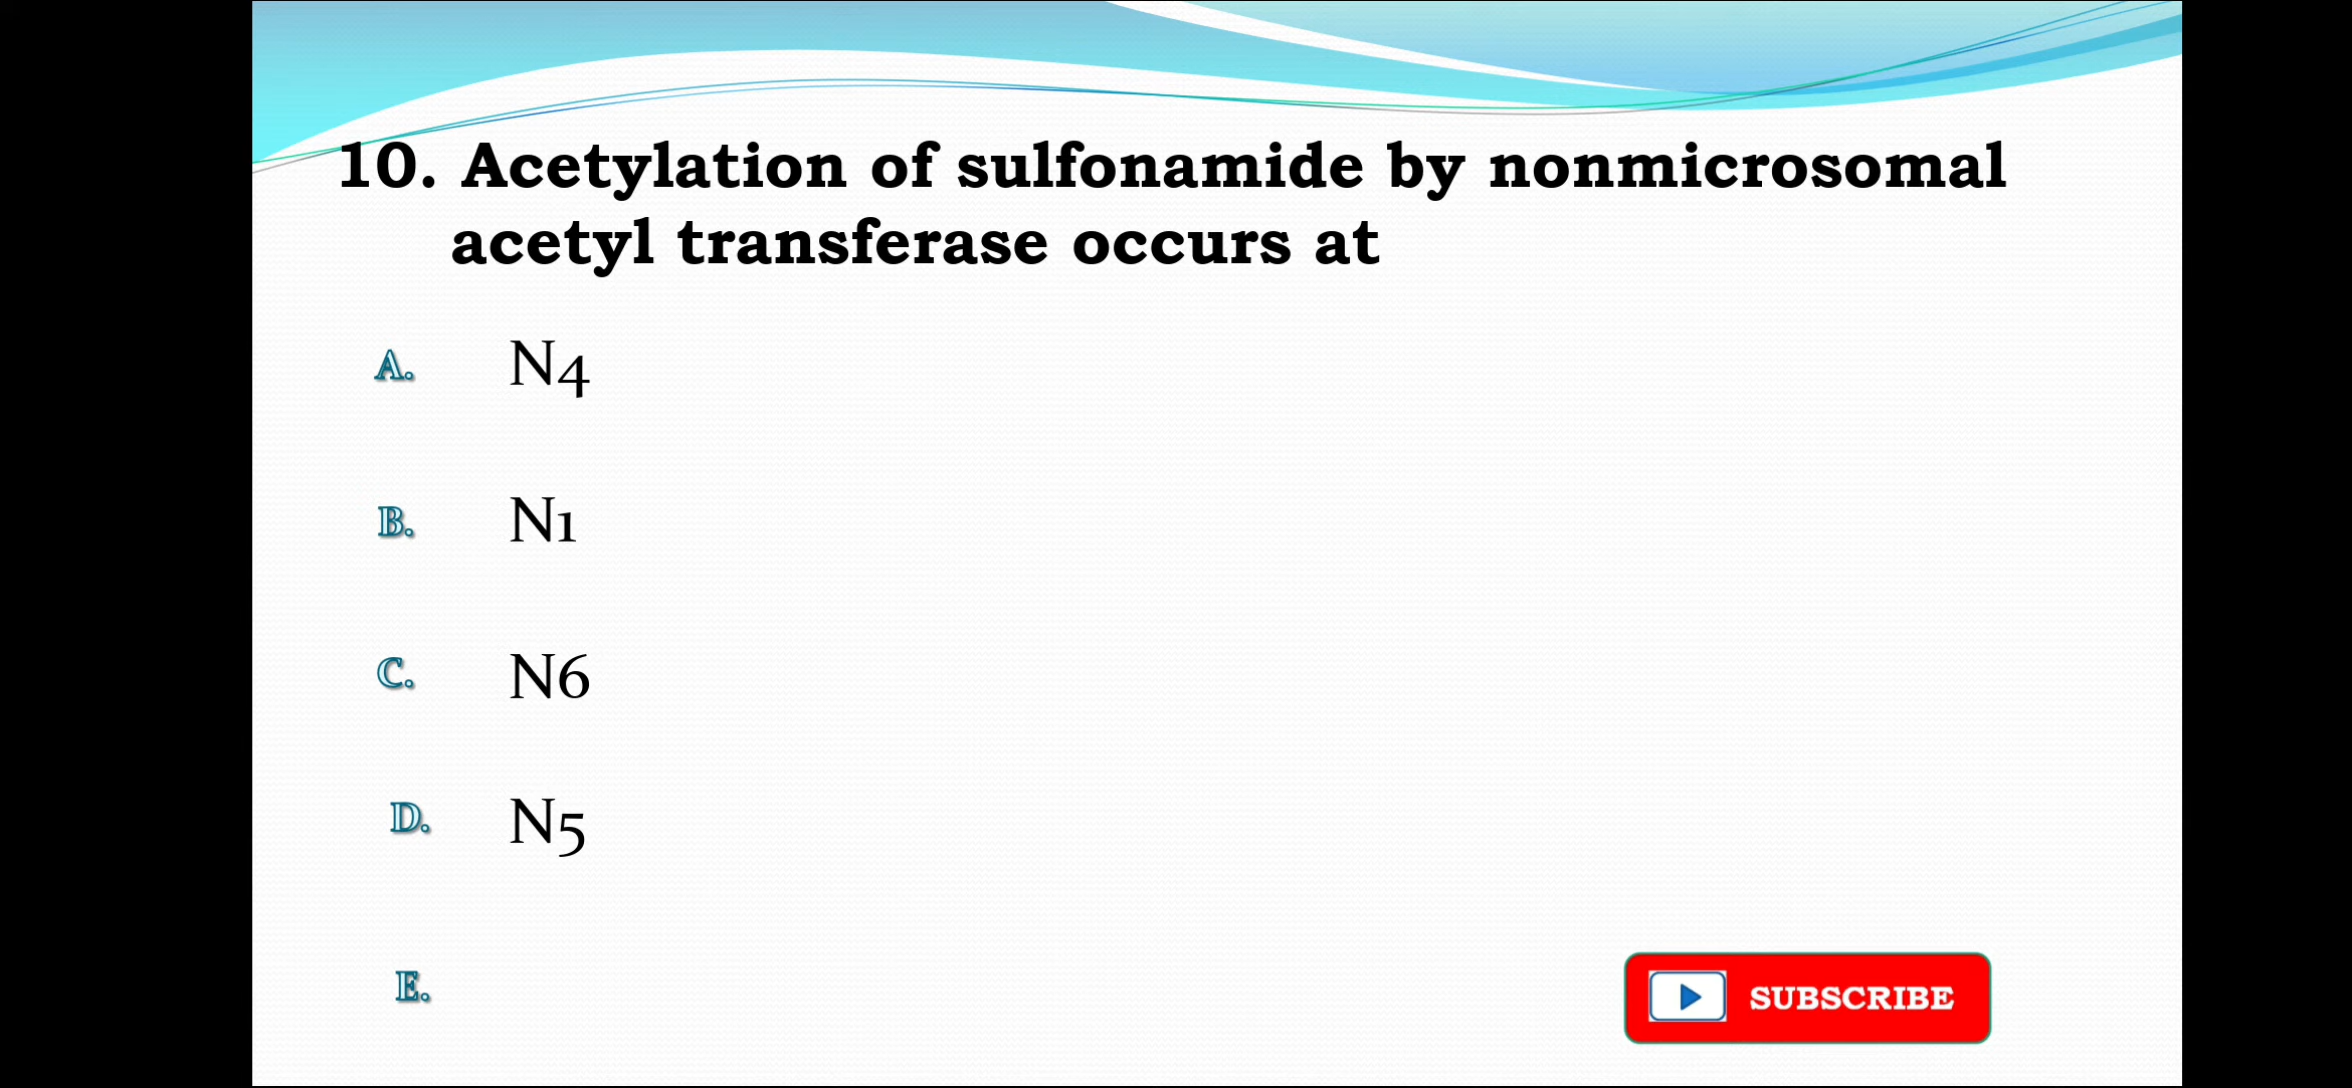 10. Acetylation of sulfonamide by nonmicrosomal
acetyl transferase occurs at
A. N4
B. N1
C. N6
D. N5
E.
SUBSCRIBE